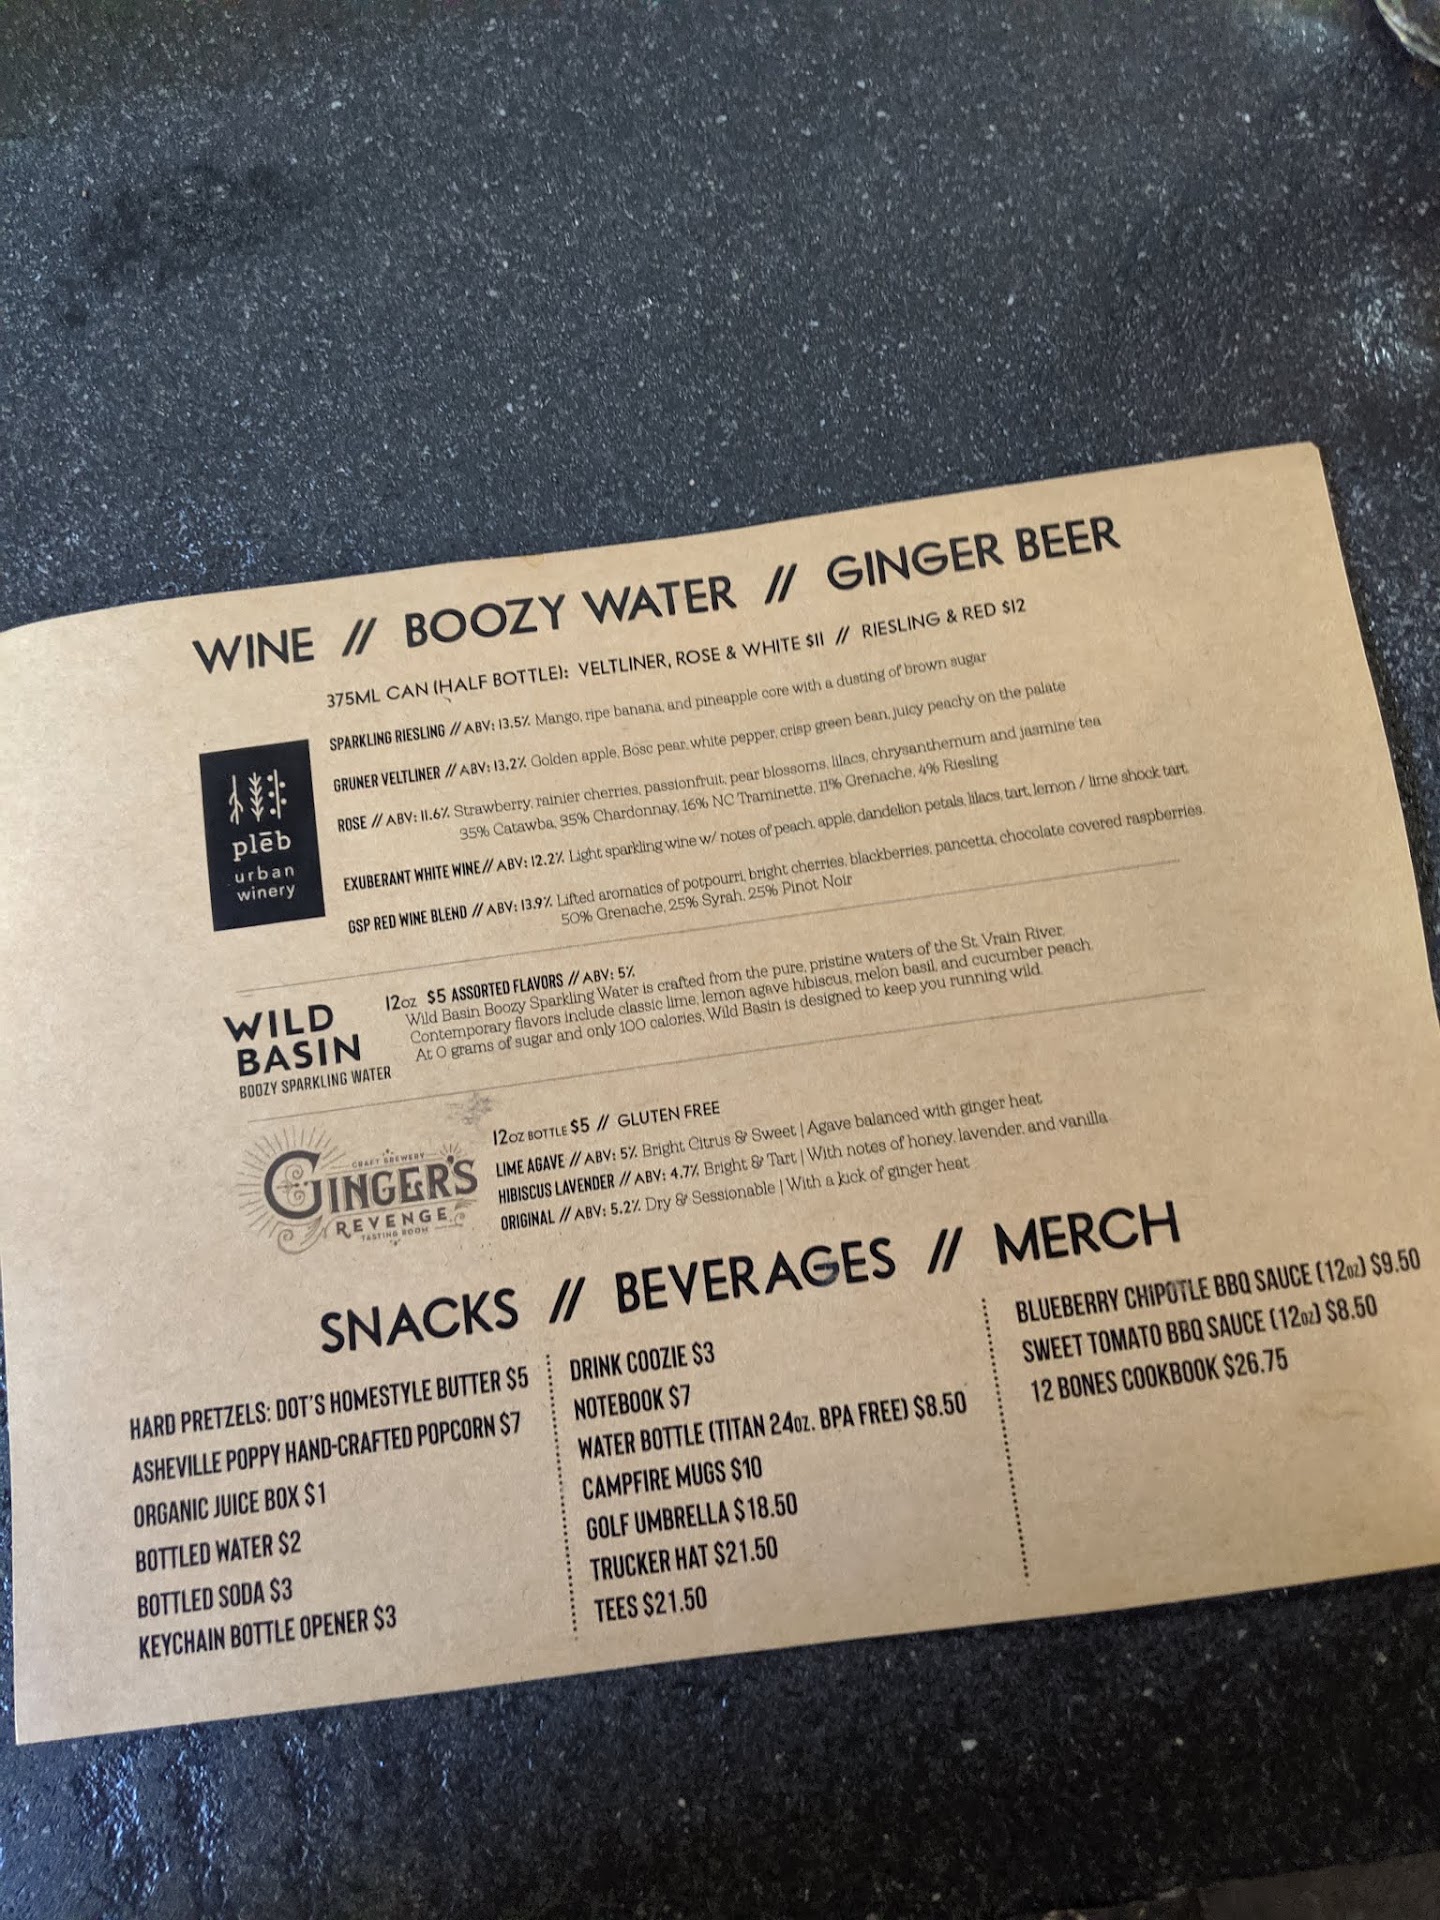 WINE // BOOZY WATER // GINGER BEER
375ML CAN (HALF BOTTLE): VELTLINER, ROSE & WHITE $11 // RIESLING & RED $12
plēb
urban
winery
SPARKLING RIESLING // ABV: 13.5% Mango, ripe banana, and pineapple core with a dusting of brown sugar
GRUNER VELTLINER // ABV: 13.2% Golden apple, Bosc pear, white pepper, crisp green bean, juicy peachy on the palate
ROSE // ABV: 11.6% Strawberry, rainier cherries, passionfruit, pear blossoms, lilacs, chrysanthemum and jasmine tea
35% Catawba, 35% Chardonnay, 16% NC Traminette, 11% Grenache, 4% Riesling
EXUBERANT WHITE WINE // ABV: 12.2% Light sparkling wine w/ notes of peach, apple, dandelion petals, lilacs, tart, lemon / lime shock tart.
GSP RED WINE BLEND // ABV: 13.9% Lifted aromatics of potpourri, bright cherries, blackberries, pancetta, chocolate covered raspberries.
50% Grenache, 25% Syrah, 25% Pinot Noir
WILD
BASIN
BOOZY SPARKLING WATER
12oz $5 ASSORTED FLAVORS // ABV: 5%
Wild Basin Boozy Sparkling Water is crafted from the pure, pristine waters of the St. Vrain River.
Contemporary flavors include classic lime, lemon agave hibiscus, melon basil, and cucumber peach.
At 0 grams of sugar and only 100 calories, Wild Basin is designed to keep you running wild.
CRAFT BREWERY
GINGER'S
REVENGE
TASTING ROOM
12oz BOTTLE $5 // GLUTEN FREE
LIME AGAVE // ABV: 5% Bright Citrus & Sweet | Agave balanced with ginger heat
HIBISCUS LAVENDER // ABV: 4.7% Bright & Tart | With notes of honey, lavender, and vanilla
ORIGINAL // ABV: 5.2% Dry & Sessionable | With a kick of ginger heat
SNACKS // BEVERAGES // MERCH
HARD PRETZELS: DOT'S HOMESTYLE BUTTER $5
ASHEVILLE POPPY HAND-CRAFTED POPCORN $7
ORGANIC JUICE BOX $1
BOTTLED WATER $2
BOTTLED SODA $3
KEYCHAIN BOTTLE OPENER $3
DRINK COOZIE $3
NOTEBOOK $7
WATER BOTTLE (TITAN 24oz. BPA FREE) $8.50
CAMPFIRE MUGS $10
GOLF UMBRELLA $18.50
TRUCKER HAT $21.50
TEES $21.50
BLUEBERRY CHIPOTLE BBQ SAUCE (12oz) $9.50
SWEET TOMATO BBQ SAUCE (12oz) $8.50
12 BONES COOKBOOK $26.75